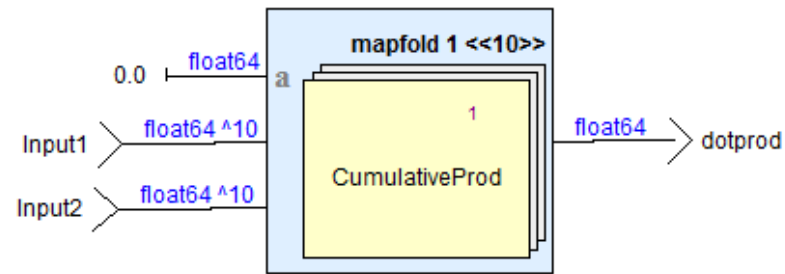 mapfold 1 <<10>>
0.0
float64
a
1
Input1
float64 ^10
CumulativeProd
float64
dotprod
Input2
float64 ^10